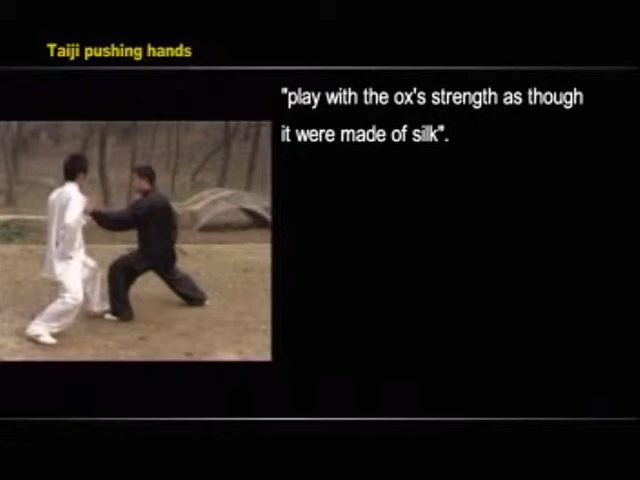 Taiji pushing hands
"play with the ox's strength as though
it were made of silk".